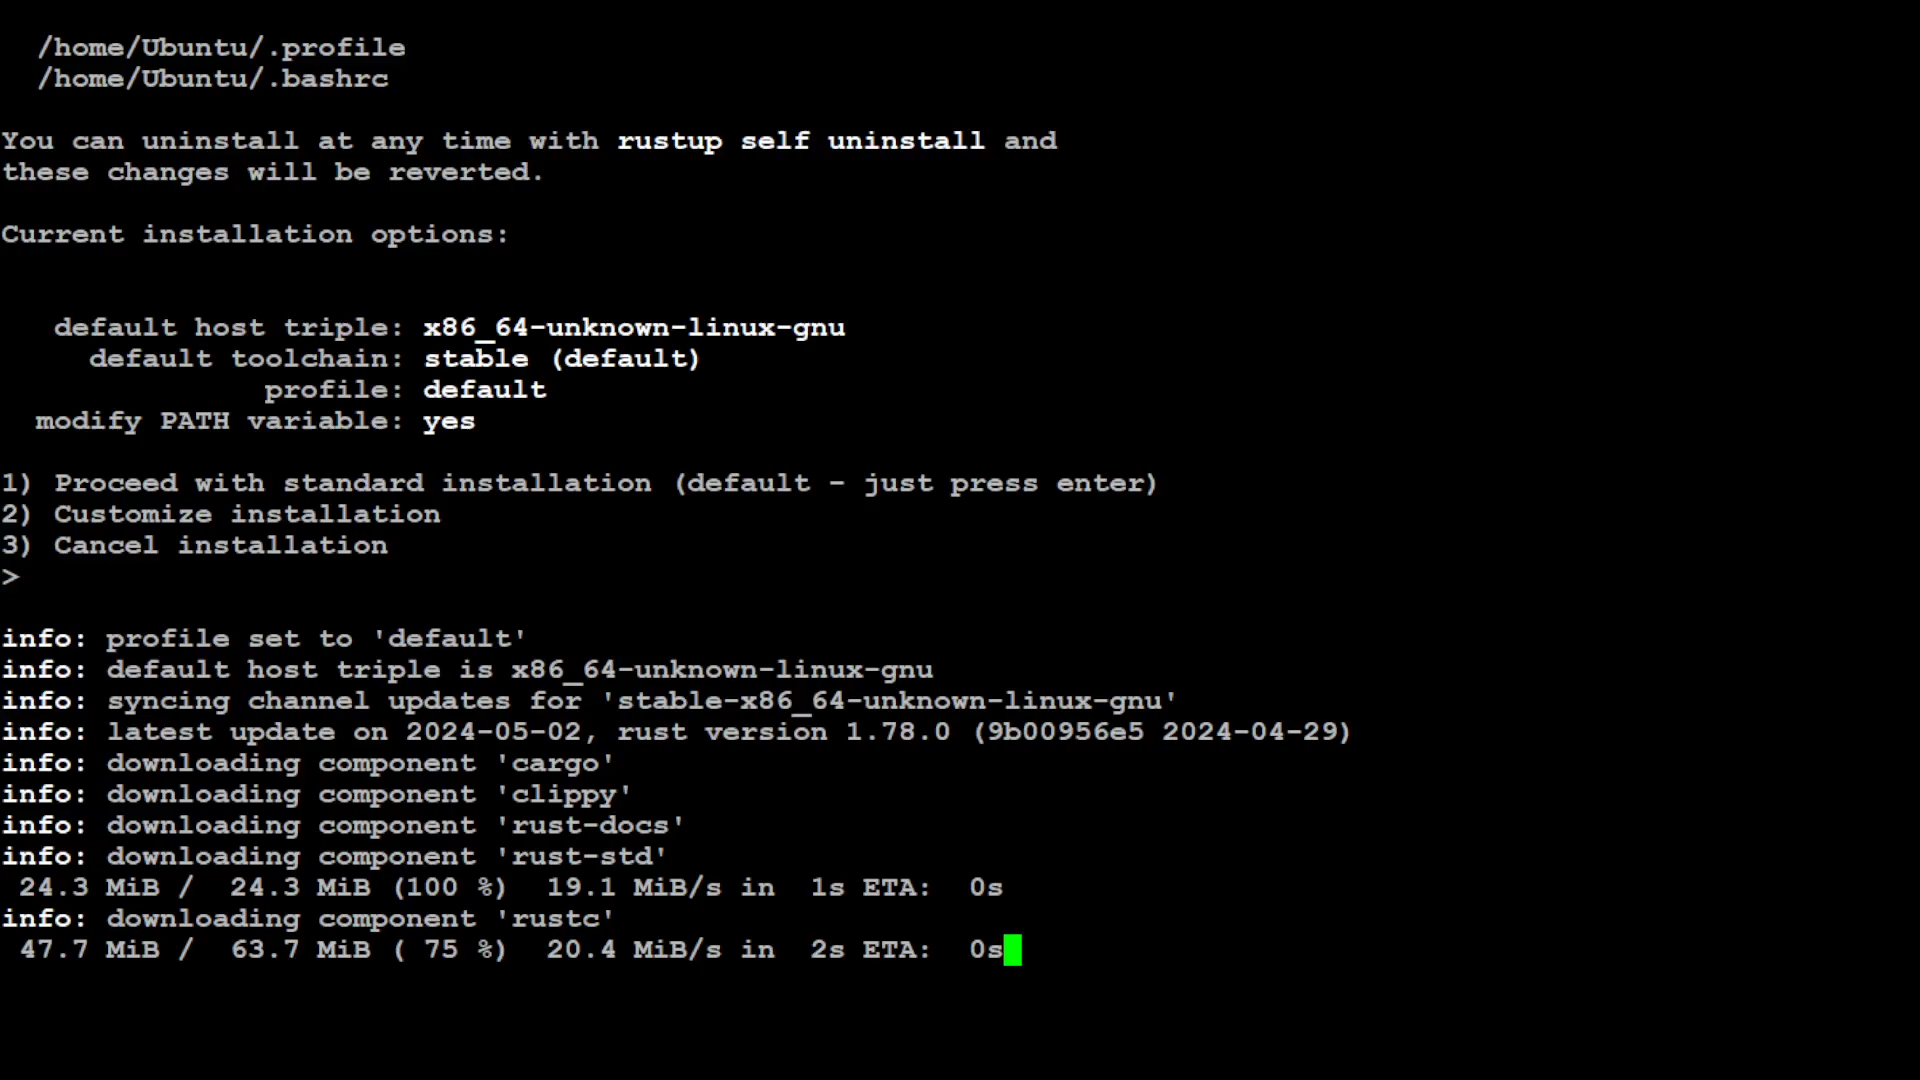 /home/Ubuntu/.profile
/home/Ubuntu/.bashrc
You can uninstall at any time with rustup self uninstall and
these changes will be reverted.
Current installation options:
default host triple: x86_64-unknown-linux-gnu
default toolchain: stable (default)
profile: default
modify PATH variable: yes
1) Proceed with standard installation (default - just press enter)
2) Customize installation
3) Cancel installation
>
info: profile set to 'default'
info: default host triple is x86_64-unknown-linux-gnu
info: syncing channel updates for 'stable-x86_64-unknown-linux-gnu'
info: latest update on 2024-05-02, rust version 1.78.0 (9b00956e5 2024-04-29)
info: downloading component 'cargo'
info: downloading component 'clippy'
info: downloading component 'rust-docs'
info: downloading component 'rust-std'
24.3 MiB /  24.3 MiB (100 %)  19.1 MiB/s in  1s ETA:  0s
info: downloading component 'rustc'
47.7 MiB /  63.7 MiB ( 75 %)  20.4 MiB/s in  2s ETA:  0s